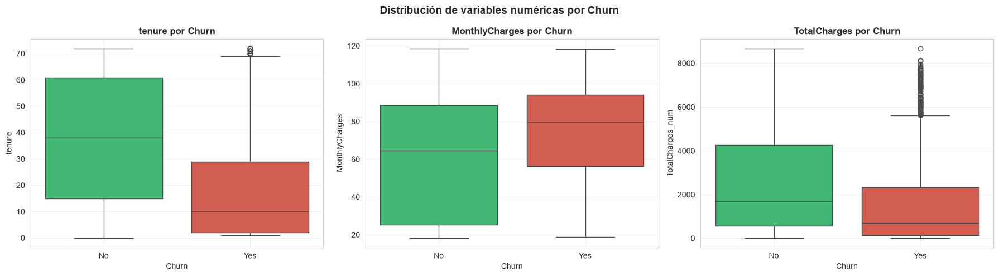 Distribución de variables numéricas por Churn
tenure por Churn
70
60
50
40
30
20
10
0
tenure
No
Yes
Churn
MonthlyCharges por Churn
120
100
80
60
40
20
MonthlyCharges
No
Yes
Churn
TotalCharges por Churn
8000
6000
4000
2000
0
TotalCharges_num
No
Yes
Churn